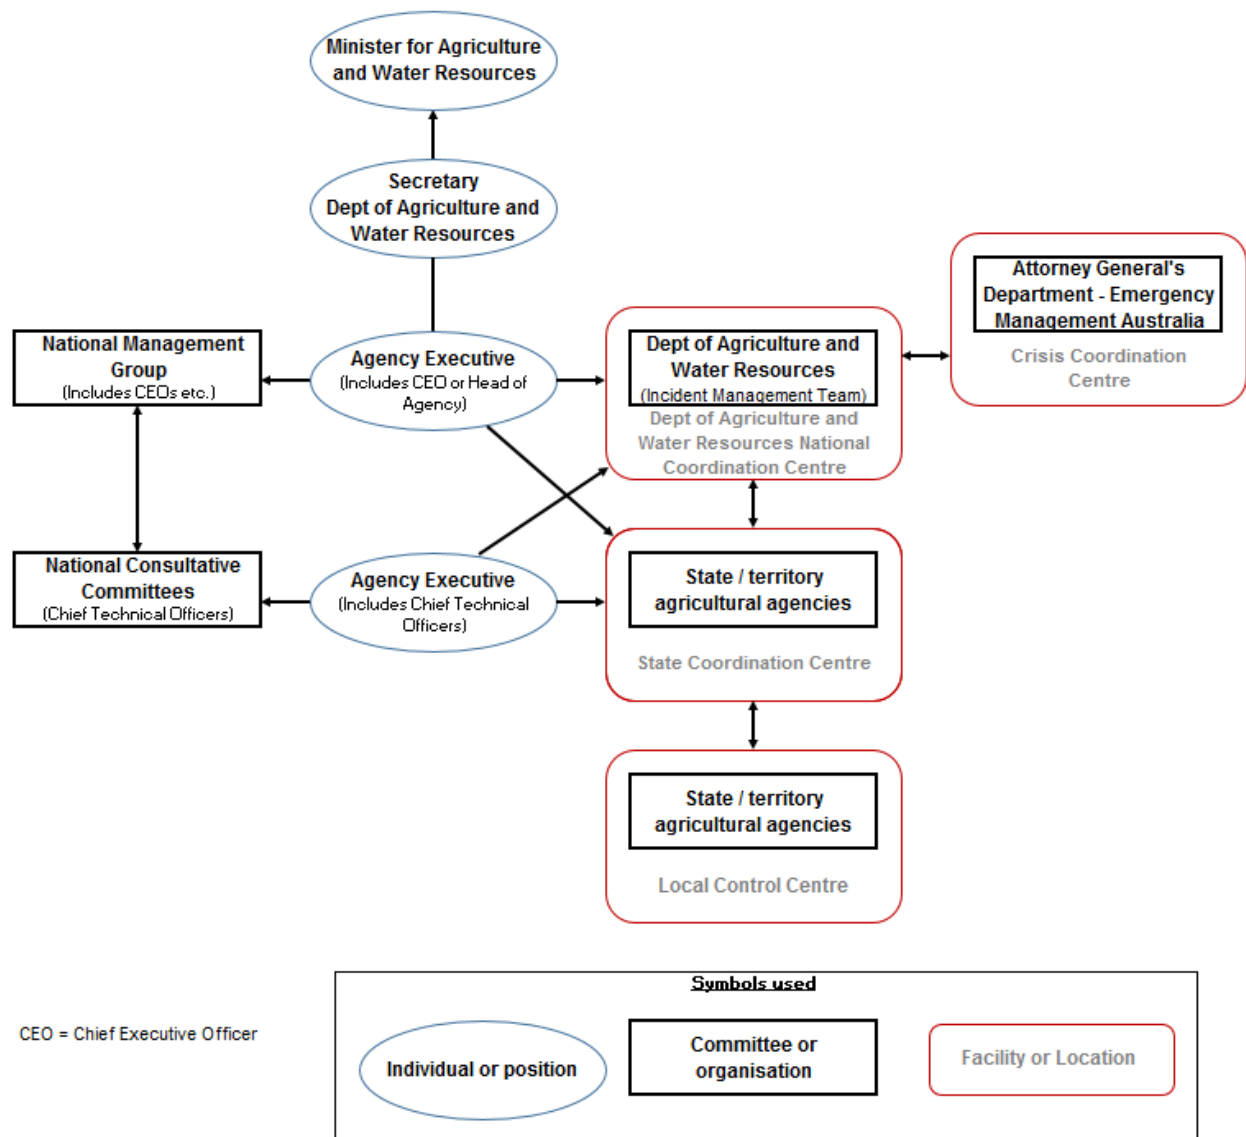 Minister for Agriculture
and Water Resources
Secretary
Dept of Agriculture and
Water Resources
Attorney General's
Department - Emergency
Management Australia
Crisis Coordination
Centre
National Management
Group
(Includes CEOs etc.)
Agency Executive
(Includes CEO or Head of
Agency)
Dept of Agriculture and
Water Resources
(Incident Management Team)
Dept of Agriculture and
Water Resources National
Coordination Centre
National Consultative
Committees
(Chief Technical Officers)
Agency Executive
(Includes Chief Technical
Officers)
State / territory
agricultural agencies
State Coordination Centre
State / territory
agricultural agencies
Local Control Centre
CEO = Chief Executive Officer
Symbols used
Individual or position
Committee or
organisation
Facility or Location